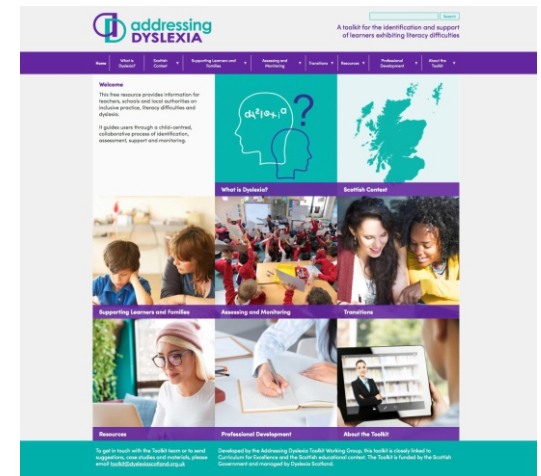 addressing
DYSLEXIA
Search
A toolkit for the identification and support
of learners exhibiting literacy difficulties
Home
What is
Dyslexia?
Scottish
Context
Supporting Learners and
Families
Assessing and
Monitoring
Transitions
Resources
Professional
Development
About the
Toolkit
Welcome
This free resource provides information for
teachers, schools and local authorities on
inclusive practice, literacy difficulties and
dyslexia.
It guides users through a child-centred,
collaborative process of identification,
assessment, support and monitoring.
?
What is Dyslexia?
Scottish Context
Supporting Learners and Families
Assessing and Monitoring
Transitions
Resources
Professional Development
About the Toolkit
To get in touch with the Toolkit team or to send
suggestions, case studies and materials, please
email toolkit@dyslexiascotland.org.uk
Developed by the Addressing Dyslexia Toolkit Working Group, this toolkit is closely linked to
Curriculum for Excellence and the Scottish educational context. The Toolkit is funded by the Scottish
Government and managed by Dyslexia Scotland.